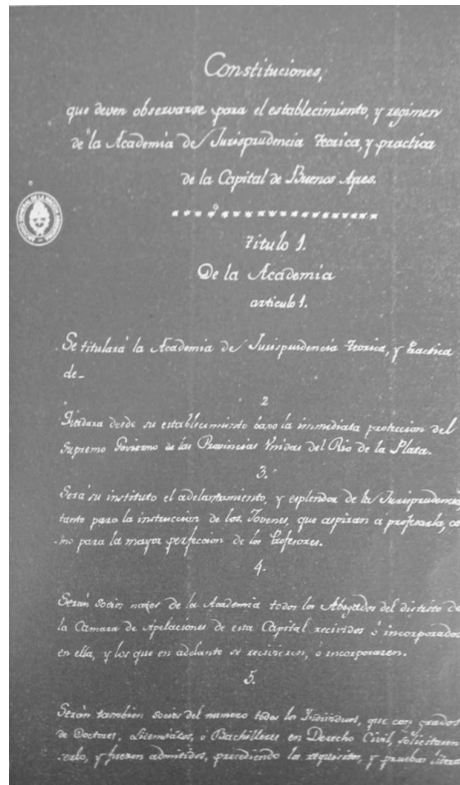 Constituciones,
que deven observarse para el establecimiento, y regimen
de la Academia de Jurisprudencia teorica, y practica
de la Capital de Buenos Ayres.
Titulo 1.
De la Academia
articulo 1.
Se titulará la Academia de Jurisprudencia teorica, y Practica
de
2
desde su establecimiento baxo la immediata proteccion del
Supremo Govierno de las Provincias Unidas del Rio de la Plata.
3.
Será su instituto el adelantamiento, y esplendor de la Jurisprudencia,
tanto para la instruccion de los Jovenes, que aspiran a profesarla, co
mo para la mayor perfeccion de los Profesores.
4.
Serán socios natos de la Academia todos los Abogados del distrito de
la Camara de Apelaciones de esta Capital recividos ó incorporados
en ella, y los que en adelante se recivieren, o incorporaren.
5.
Serán tambien socios del numero todos los Individuos, que con grados
de Doctores, Licenciados, ó Bachilleres en Derecho Civil, solicitaren
serlo, y fueren admitidos, precediendo los requisitos, y pruebas